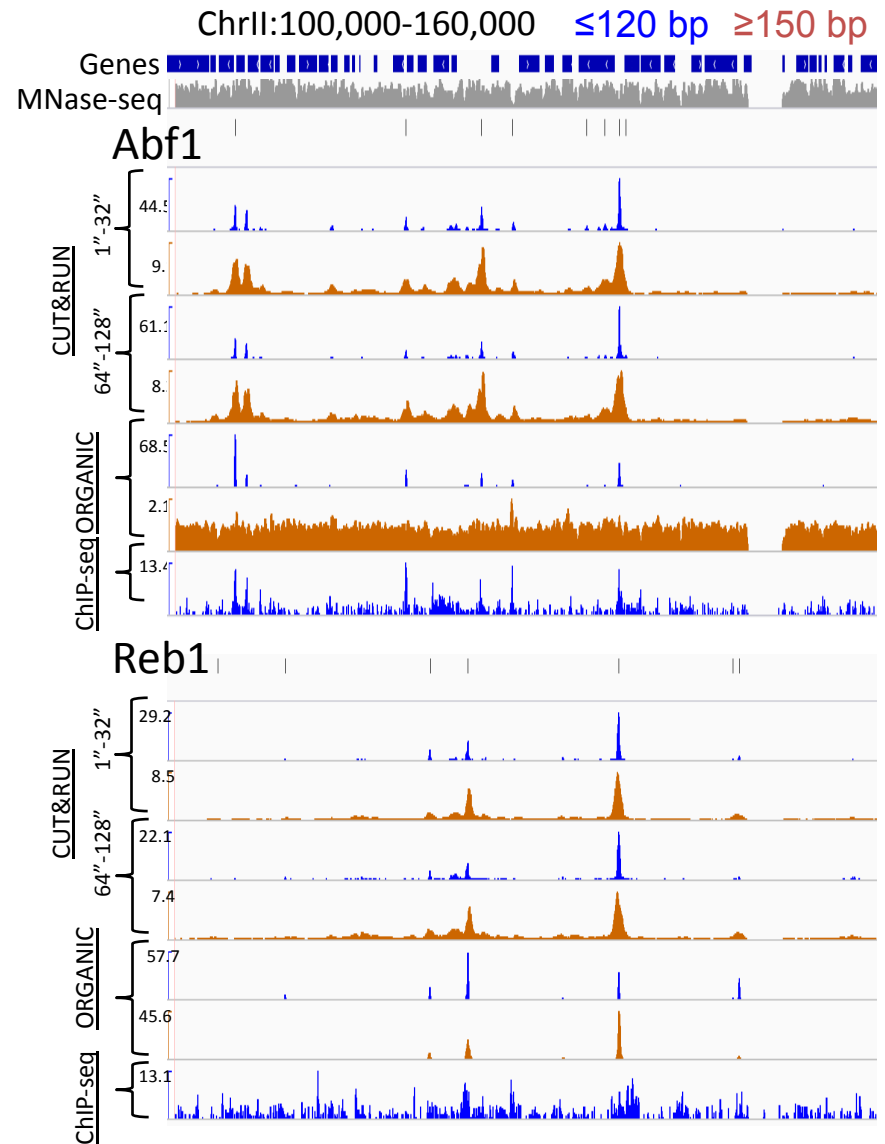 ChrII:100,000-160,000 ≤120 bp ≥150 bp
Genes
MNase-seq
Abf1
CUT&RUN
1″-32″
44.5
9.
64″-128″
61.1
8.
ORGANIC
68.5
2.1
ChIP-seq
13.4
Reb1
CUT&RUN
1″-32″
29.2
8.5
64″-128″
22.1
7.4
ORGANIC
57.7
45.6
ChIP-seq
13.1